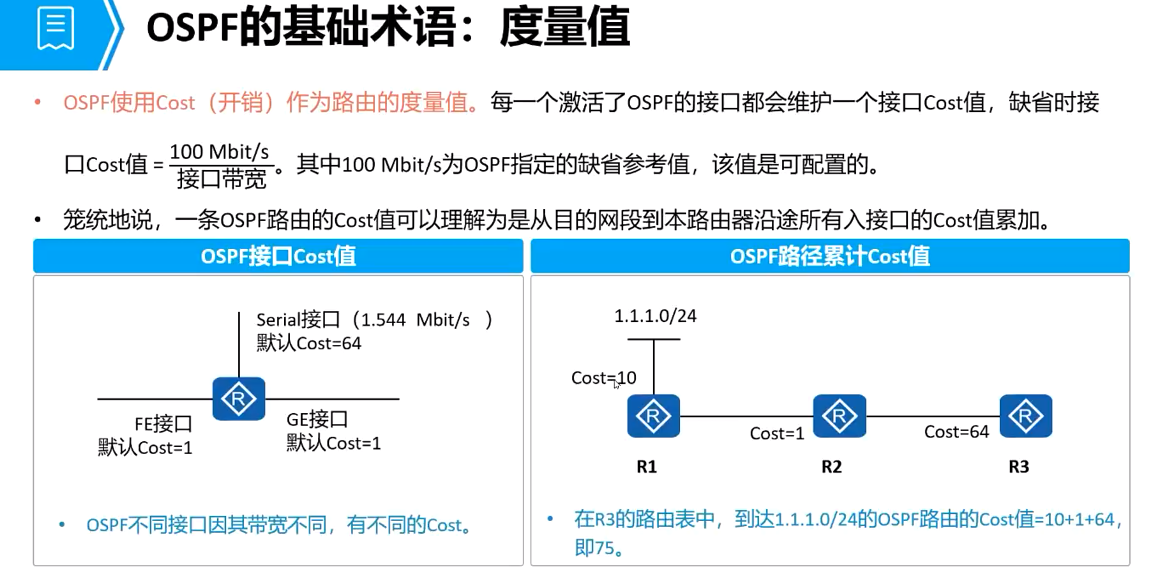 OSPF的基础术语：度量值
• OSPF使用Cost（开销）作为路由的度量值。每一个激活了OSPF的接口都会维护一个接口Cost值，缺省时接
口Cost值 = 100 Mbit/s / 接口带宽。其中100 Mbit/s为OSPF指定的缺省参考值，该值是可配置的。
• 笼统地说，一条OSPF路由的Cost值可以理解为是从目的网段到本路由器沿途所有入接口的Cost值累加。
OSPF接口Cost值
Serial接口（1.544 Mbit/s ）
默认Cost=64
R
FE接口
默认Cost=1
GE接口
默认Cost=1
• OSPF不同接口因其带宽不同，有不同的Cost。
OSPF路径累计Cost值
1.1.1.0/24
Cost=10
R R R
Cost=1 Cost=64
R1 R2 R3
• 在R3的路由表中，到达1.1.1.0/24的OSPF路由的Cost值=10+1+64，
即75。